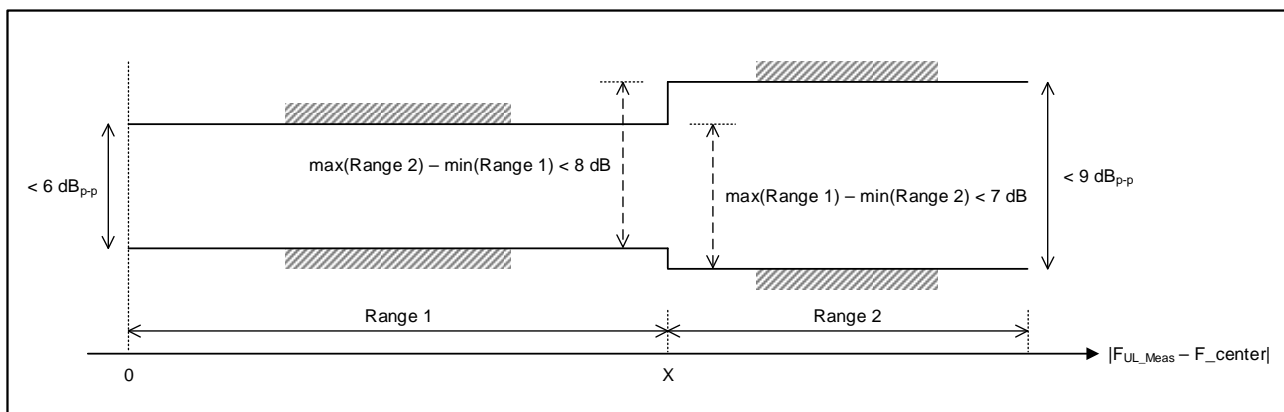 max(Range 2) – min(Range 1) < 8 dB
< 6 dBp-p
max(Range 1) – min(Range 2) < 7 dB
< 9 dBp-p
Range 1
Range 2
|FUL_Meas – F_center|
0
X